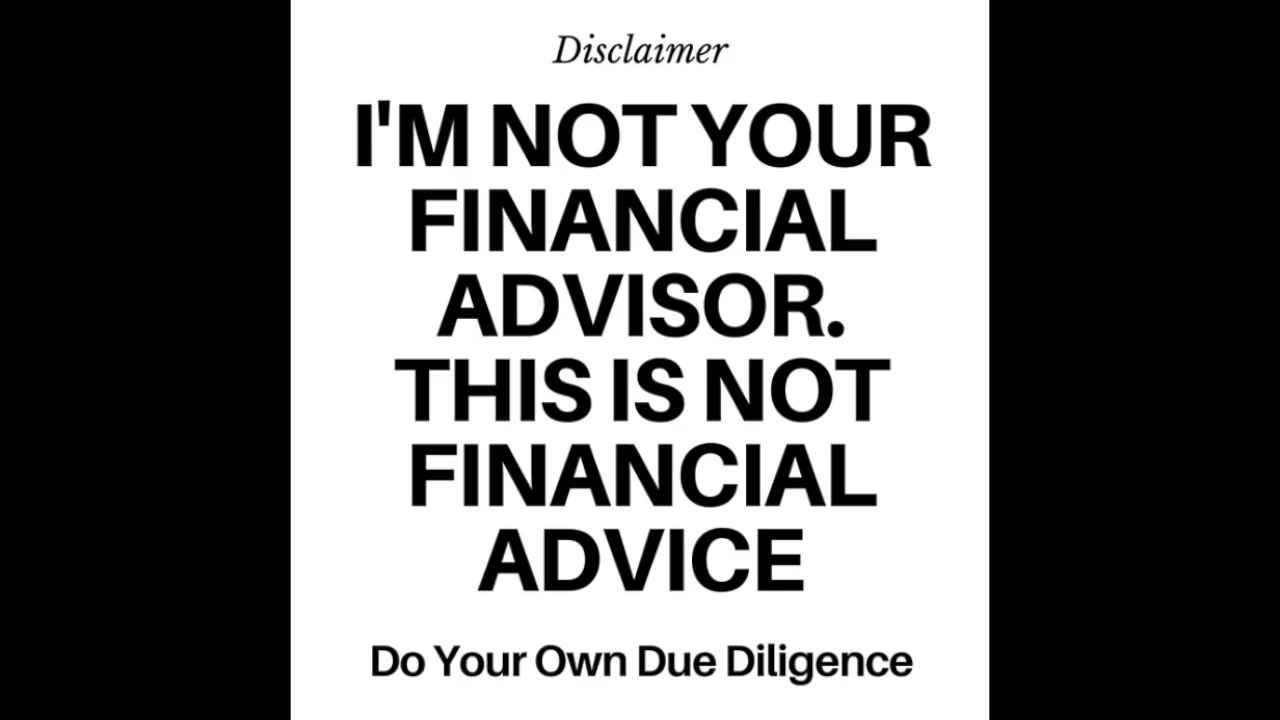 Disclaimer
I'M NOT YOUR
FINANCIAL
ADVISOR.
THIS IS NOT
FINANCIAL
ADVICE
Do Your Own Due Diligence